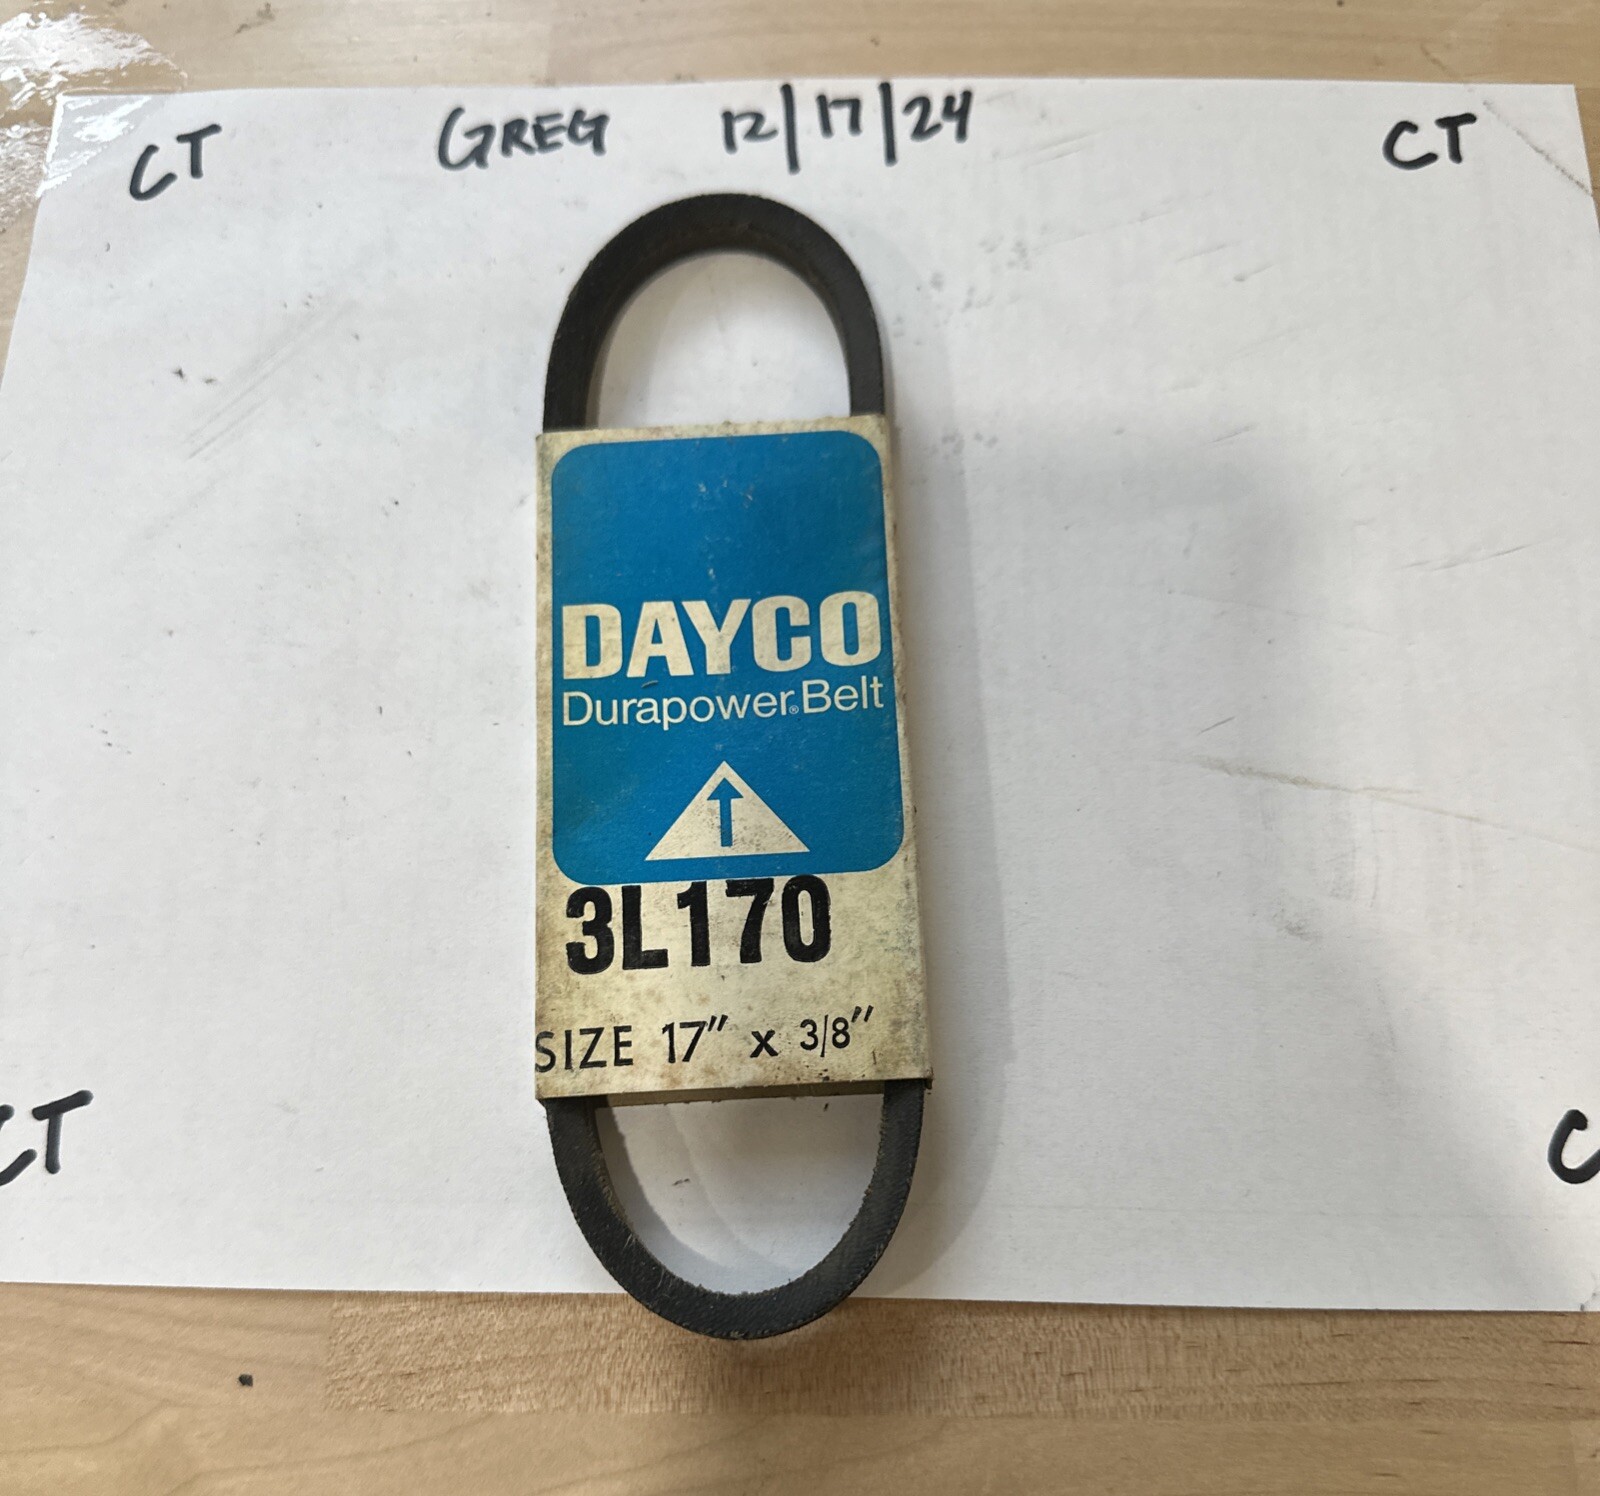 CT GREG 12/17/24 CT
DAYCO
Durapower® Belt
3L170
SIZE 17" x 3/8"
CT C